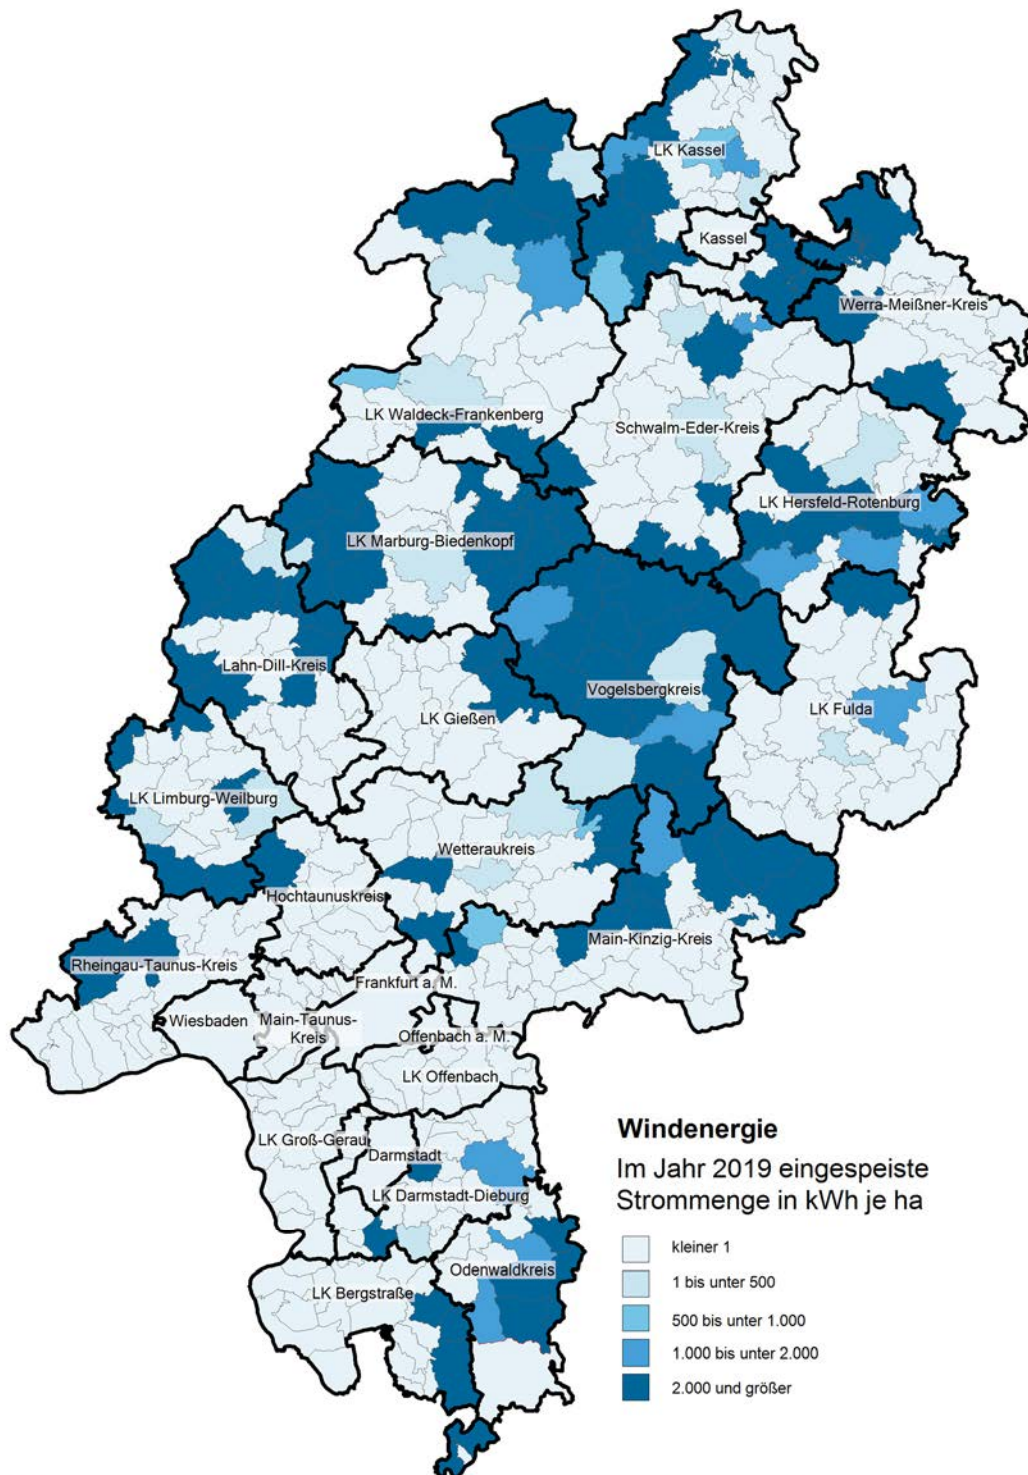 LK Kassel
Kassel
Werra-Meißner-Kreis
LK Waldeck-Frankenberg
Schwalm-Eder-Kreis
LK Hersfeld-Rotenburg
LK Marburg-Biedenkopf
Lahn-Dill-Kreis
Vogelsbergkreis
LK Gießen
LK Fulda
LK Limburg-Weilburg
Wetteraukreis
Hochtaunuskreis
Main-Kinzig-Kreis
Rheingau-Taunus-Kreis
Frankfurt a. M.
Wiesbaden
Main-Taunus-
Kreis
Offenbach a. M.
LK Offenbach
LK Groß-Gerau
Darmstadt
LK Darmstadt-Dieburg
Odenwaldkreis
LK Bergstraße
Windenergie
Im Jahr 2019 eingespeiste
Strommenge in kWh je ha
kleiner 1
1 bis unter 500
500 bis unter 1.000
1.000 bis unter 2.000
2.000 und größer